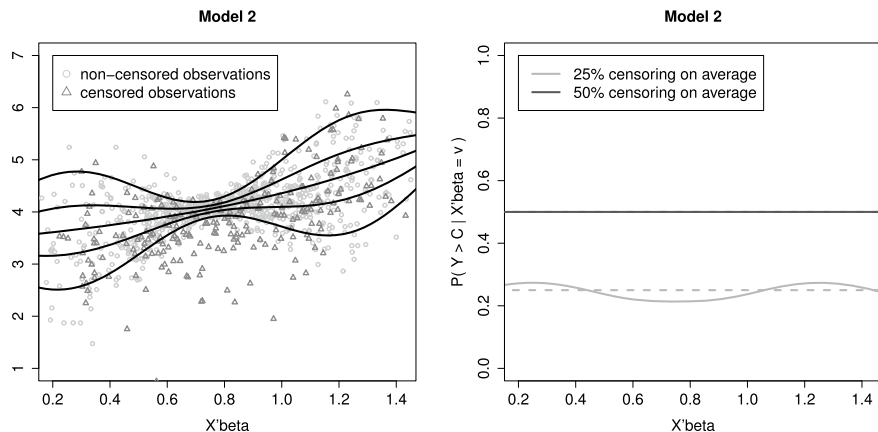 Model 2
non-censored observations
censored observations
7
6
5
4
3
2
1
0.2 0.4 0.6 0.8 1.0 1.2 1.4
X'beta
Model 2
25% censoring on average
50% censoring on average
P( Y > C | X'beta = v )
1.0
0.8
0.6
0.4
0.2
0.0
0.2 0.4 0.6 0.8 1.0 1.2 1.4
X'beta